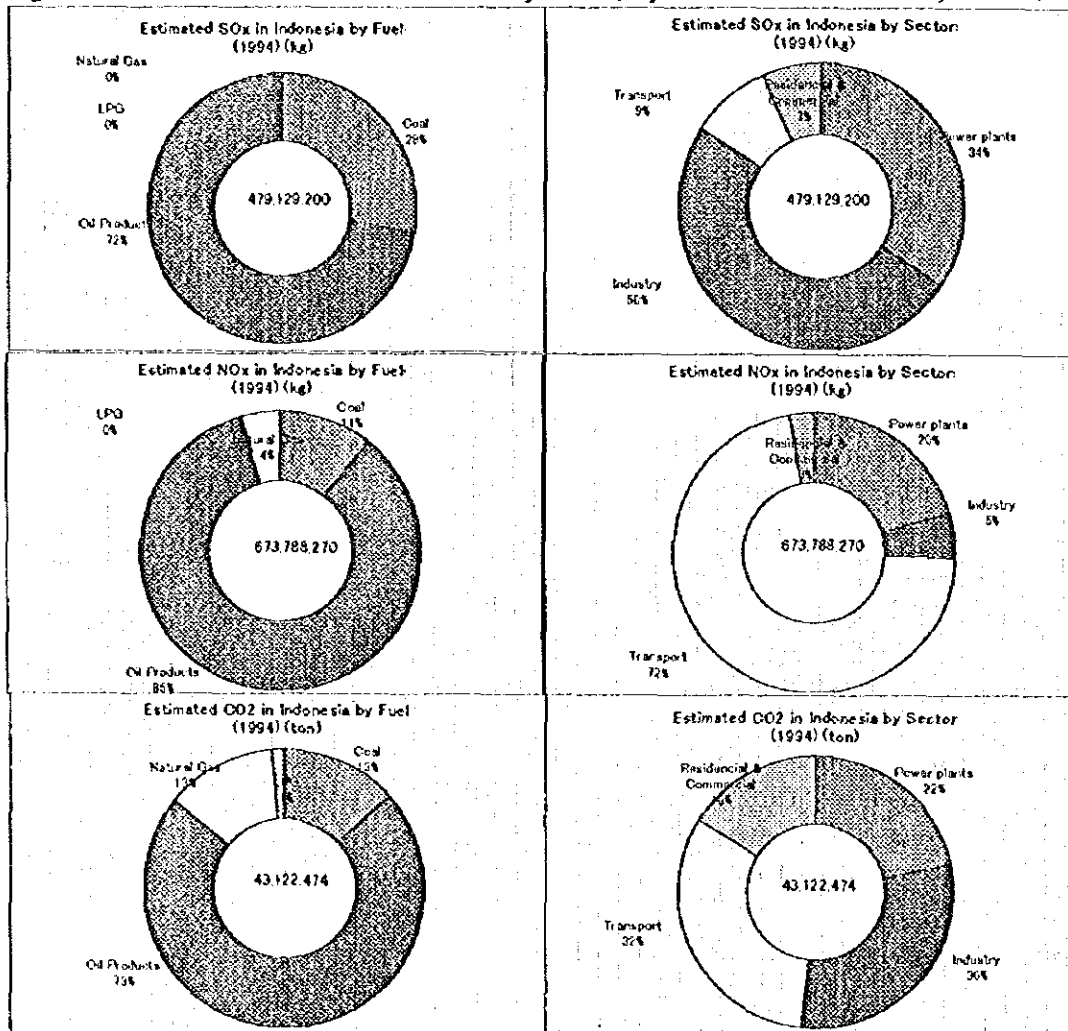 Estimated SOx in Indonesia by Fuel
(1994) (kg)
Natural Gas
0%
LPG
0%
Coal
28%
Oil Product
72%
479,129,200
Estimated SOx in Indonesia by Sector
(1994) (kg)
Transport
9%
Residencial &
Power plants
34%
Industry
479,129,200
Estimated NOx in Indonesia by Fuel
(1994) (kg)
LPG
0%
Coal
11%
4%
Oil Products
85%
673,788,270
Estimated NOx in Indonesia by Sector
(1994) (kg)
Residencial &
Power plants
20%
Industry
5%
Transport
72%
673,788,270
Estimated CO2 in Indonesia by Fuel
(1994) (ton)
Natural Gas
13%
Coal
13%
Oil Products
73%
43,122,474
Estimated CO2 in Indonesia by Sector
(1994) (ton)
Residencial &
Commercial
Power plants
22%
Transport
32%
Industry
30%
43,122,474